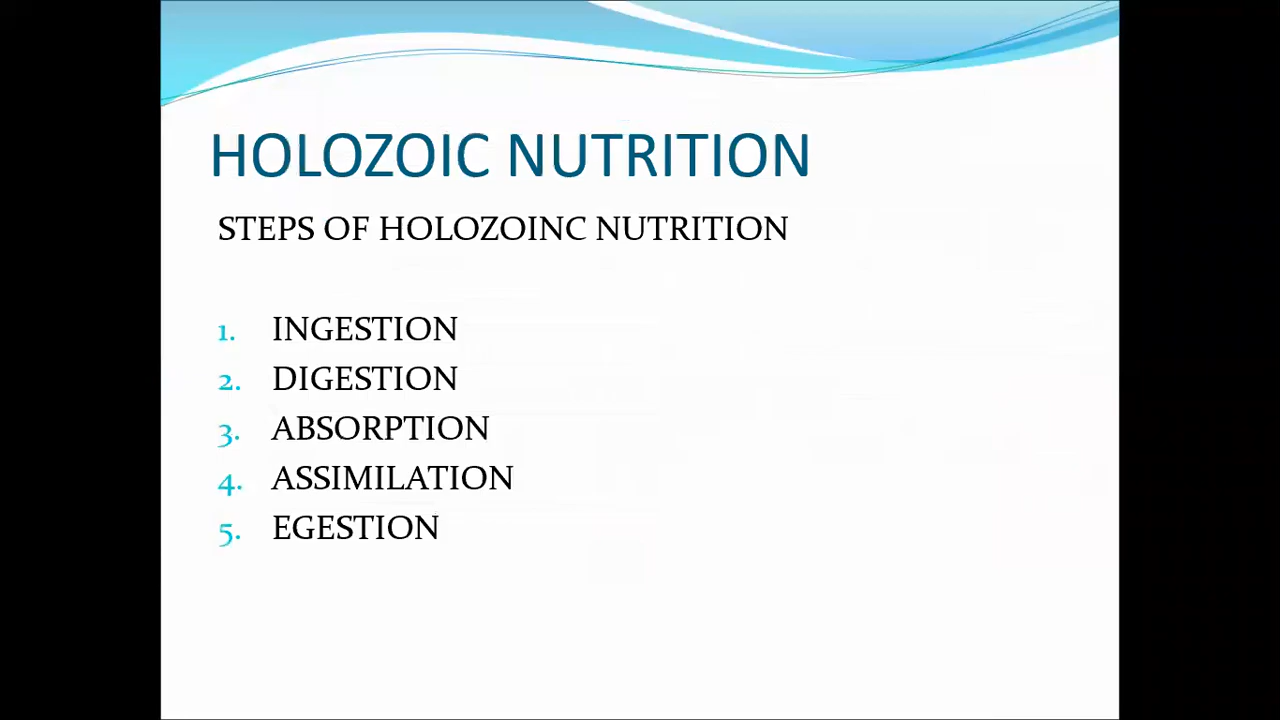 HOLOZOIC NUTRITION
STEPS OF HOLOZOINC NUTRITION
1. INGESTION
2. DIGESTION
3. ABSORPTION
4. ASSIMILATION
5. EGESTION